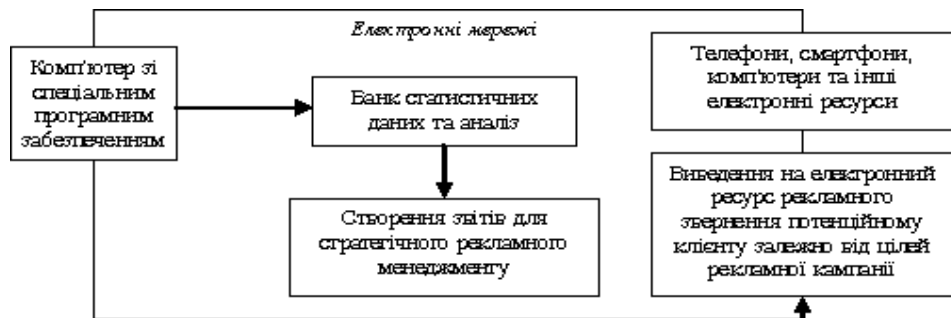 Електронні мережі
Комп'ютер зі
спеціальним
програмним
забезпеченням
Банк статистичних
даних та аналіз
Створення звітів для
стратегічного рекламного
менеджменту
Телефони, смартфони,
комп'ютери та інші
електронні ресурси
Виведення на електронний
ресурс рекламного
звернення потенційному
клієнту залежно від цілей
рекламної кампанії